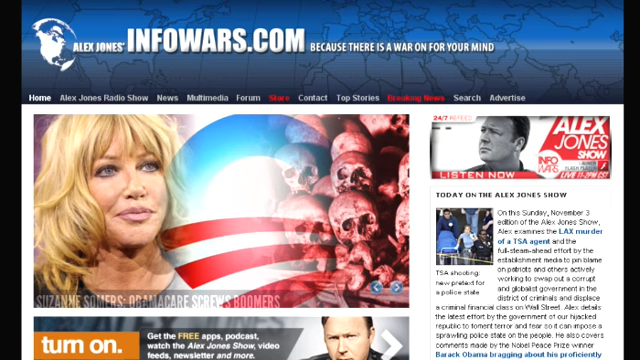 ALEX JONES' INFOWARS.COM BECAUSE THERE IS A WAR ON FOR YOUR MIND
Home Alex Jones Radio Show News Multimedia Forum Store Contact Top Stories Breaking News Search Advertise
SUZANNE SOMERS: OBAMACARE SCREWS BOOMERS
turn on.
Get the FREE apps, podcast,
watch the Alex Jones Show, video
feeds, newsletter and more.
24/7
ALEX
JONES
SHOW
INFO
WARS
LISTEN NOW
LIVE 11-2PM CST
TODAY ON THE ALEX JONES SHOW
TSA shooting:
new pretext for
a police state
On this Sunday, November 3
edition of the Alex Jones Show,
Alex examines the LAX murder
of a TSA agent and the
full-steam-ahead effort by the
establishment media to pin blame
on patriots and others actively
working to swap out a corrupt
and globalist government in the
district of criminals and displace
a criminal financial class on Wall Street. Alex details
the latest effort by the government of our hijacked
republic to torment terror and fear so it can impose a
sprawling police state on the people. He also covers
comments made by the Nobel Peace Prize winner
Barack Obama bragging about his proficiently